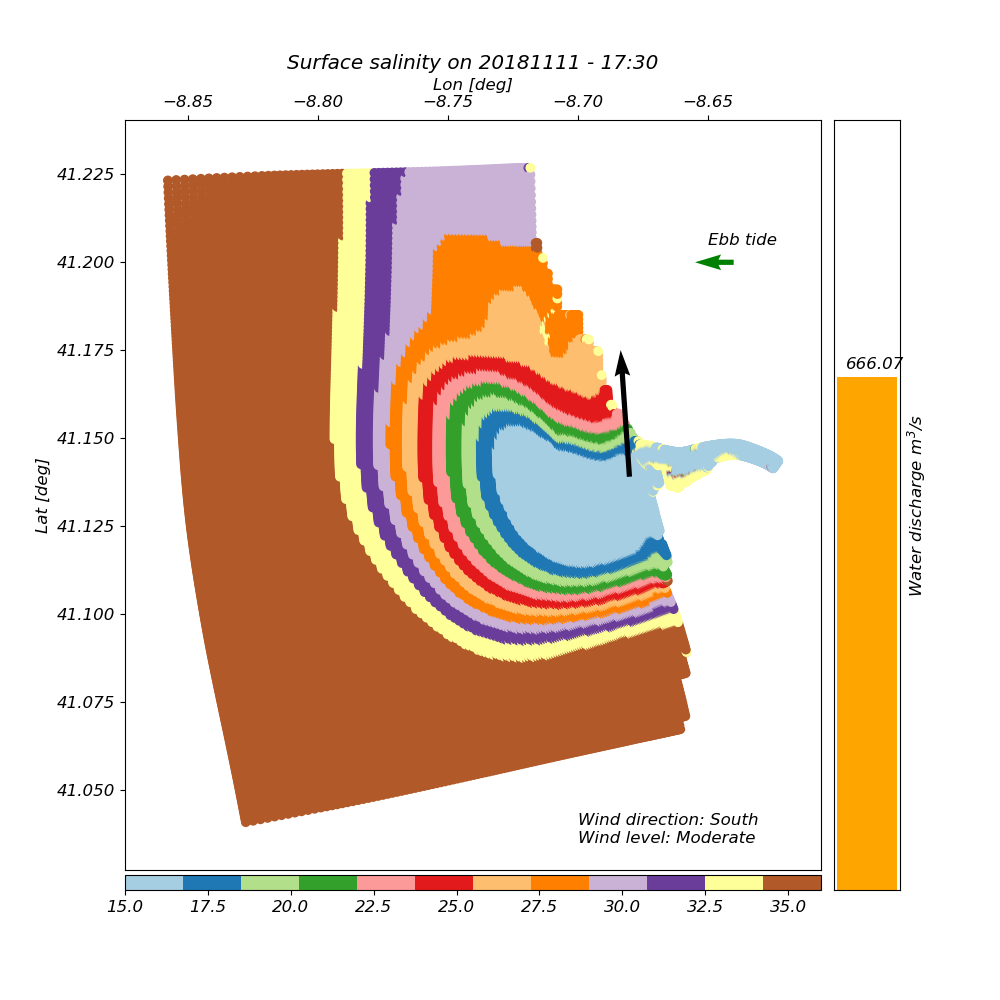 Surface salinity on 20181111 - 17:30
Lon [deg]
−8.85 −8.80 −8.75 −8.70 −8.65
41.225
41.200
41.175
41.150
41.125
41.100
41.075
41.050
Lat [deg]
Ebb tide
Wind direction: South
Wind level: Moderate
666.07
Water discharge m³/s
15.0 17.5 20.0 22.5 25.0 27.5 30.0 32.5 35.0